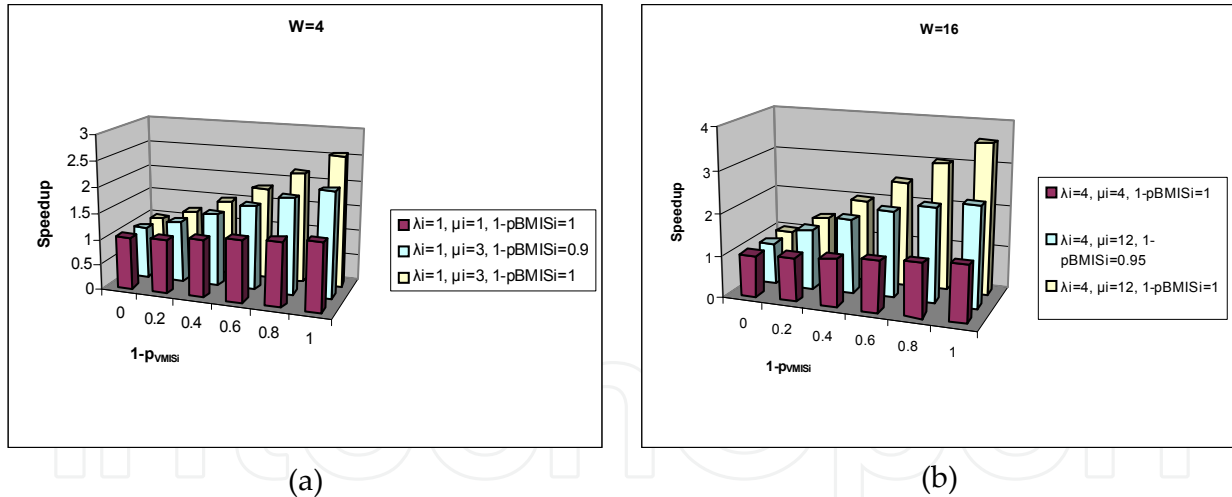 W=4
Speedup
3
2.5
2
1.5
1
0.5
0
0 0.2 0.4 0.6 0.8 1
1-pVMISi
λi=1, μi=1, 1-pBMISi=1
λi=1, μi=3, 1-pBMISi=0.9
λi=1, μi=3, 1-pBMISi=1
(a)
W=16
Speedup
4
3
2
1
0
0 0.2 0.4 0.6 0.8 1
1-pVMISi
λi=4, μi=4, 1-pBMISi=1
λi=4, μi=12, 1-
pBMISi=0.95
λi=4, μi=12, 1-pBMISi=1
(b)
intechopen